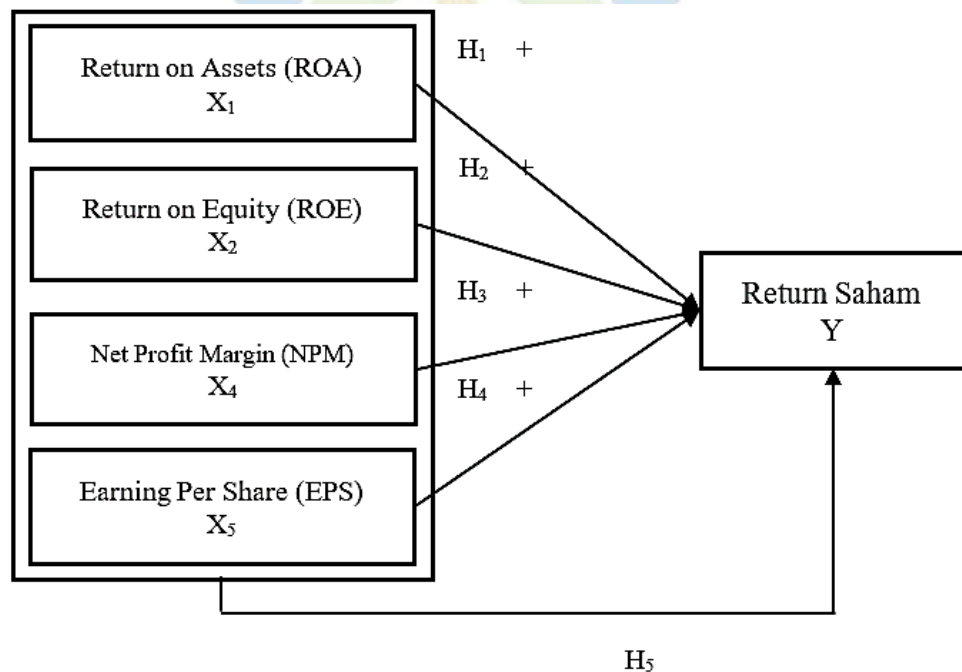 Return on Assets (ROA)
X₁
H₁ +
Return on Equity (ROE)
X₂
H₂ +
Net Profit Margin (NPM)
X₄
H₃ +
Earning Per Share (EPS)
X₅
H₄ +
Return Saham
Y
H₅